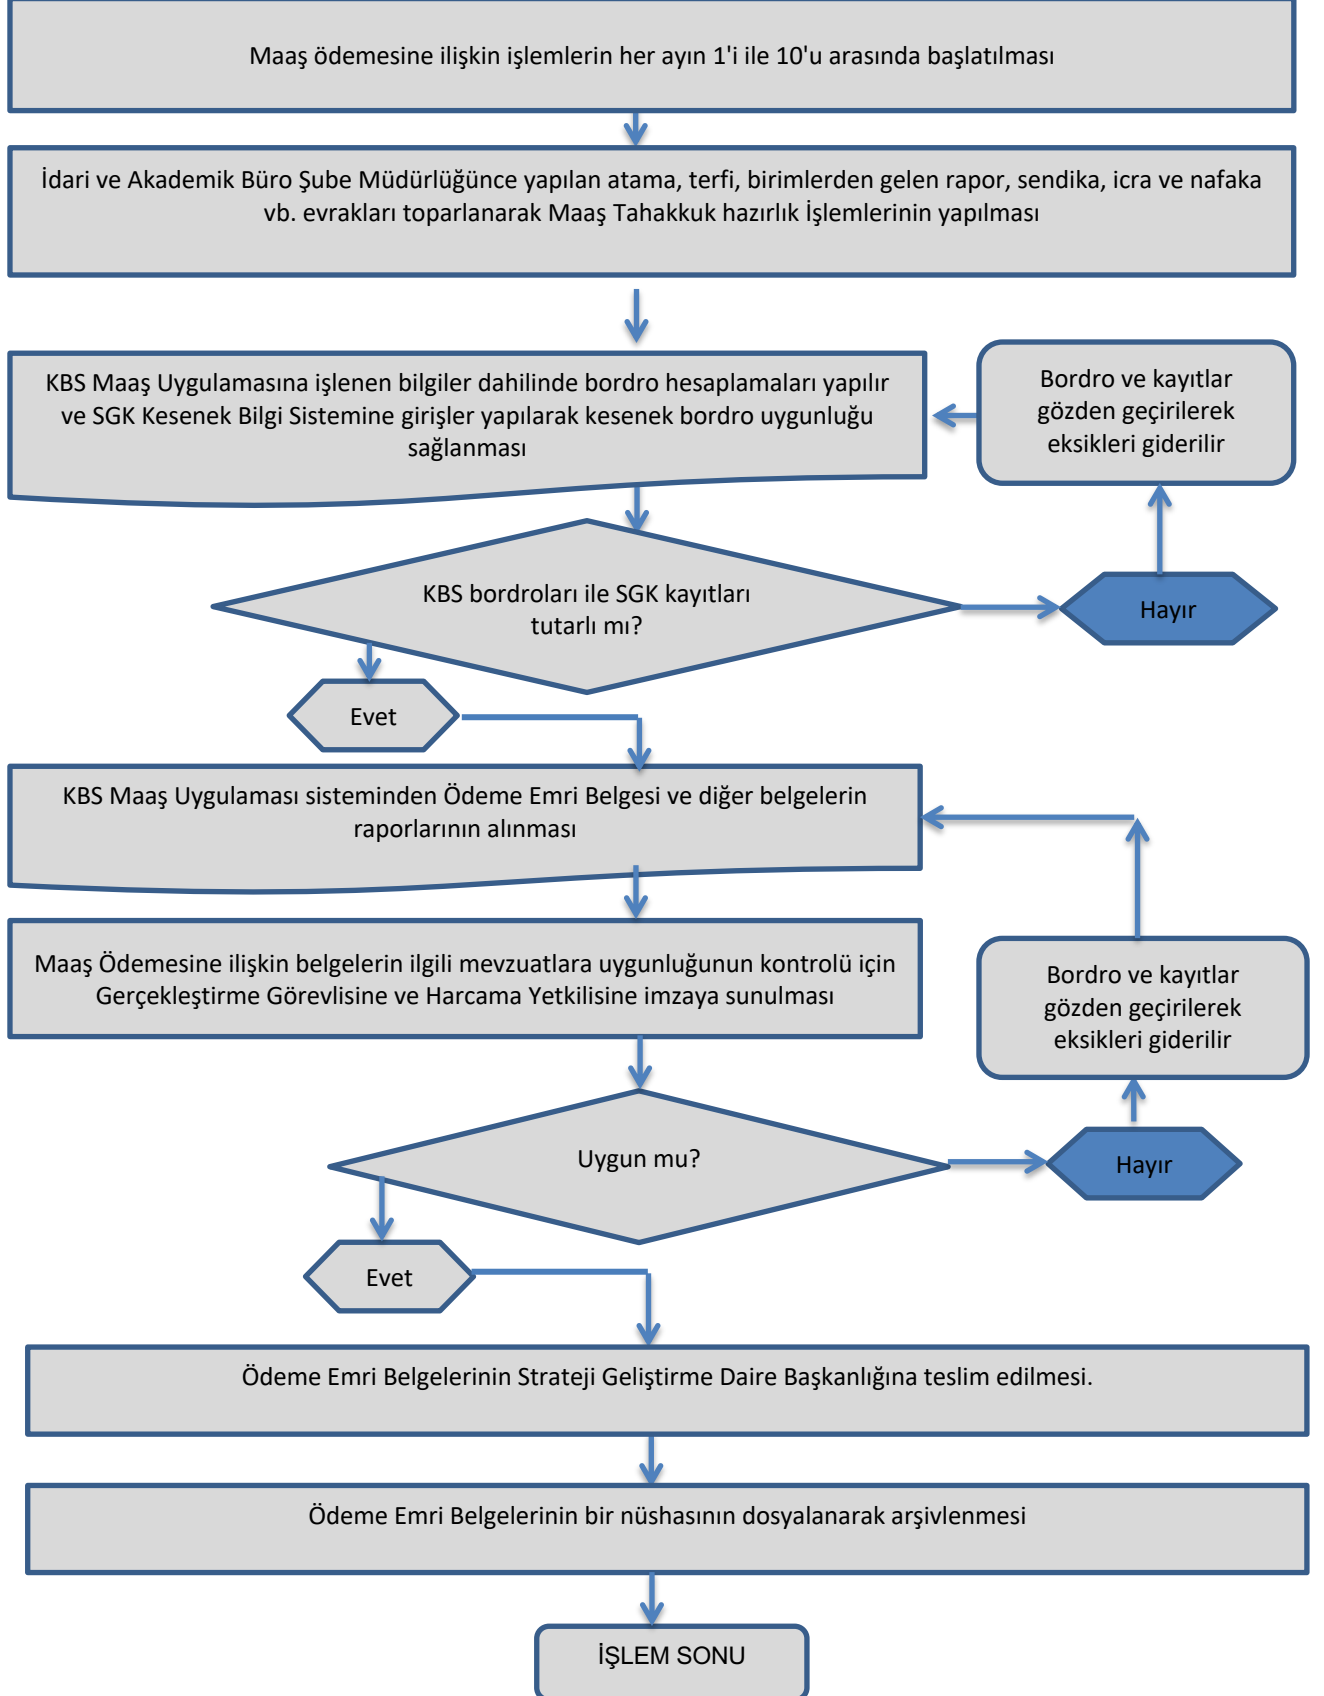 Maaş ödemesine ilişkin işlemlerin her ayın 1'i ile 10'u arasında başlatılması
İdari ve Akademik Büro Şube Müdürlüğünce yapılan atama, terfi, birimlerden gelen rapor, sendika, icra ve nafaka
vb. evrakları toparlanarak Maaş Tahakkuk hazırlık İşlemlerinin yapılması
KBS Maaş Uygulamasına işlenen bilgiler dahilinde bordro hesaplamaları yapılır
ve SGK Kesenek Bilgi Sistemine girişler yapılarak kesenek bordro uygunluğu
sağlanması
Bordro ve kayıtlar
gözden geçirilerek
eksikleri giderilir
KBS bordroları ile SGK kayıtları
tutarlı mı?
Hayır
Evet
KBS Maaş Uygulaması sisteminden Ödeme Emri Belgesi ve diğer belgelerin
raporlarının alınması
Maaş Ödemesine ilişkin belgelerin ilgili mevzuatlara uygunluğunun kontrolü için
Gerçekleştirme Görevlisine ve Harcama Yetkilisine imzaya sunulması
Bordro ve kayıtlar
gözden geçirilerek
eksikleri giderilir
Uygun mu?
Hayır
Evet
Ödeme Emri Belgelerinin Strateji Geliştirme Daire Başkanlığına teslim edilmesi.
Ödeme Emri Belgelerinin bir nüshasının dosyalanarak arşivlenmesi
İŞLEM SONU